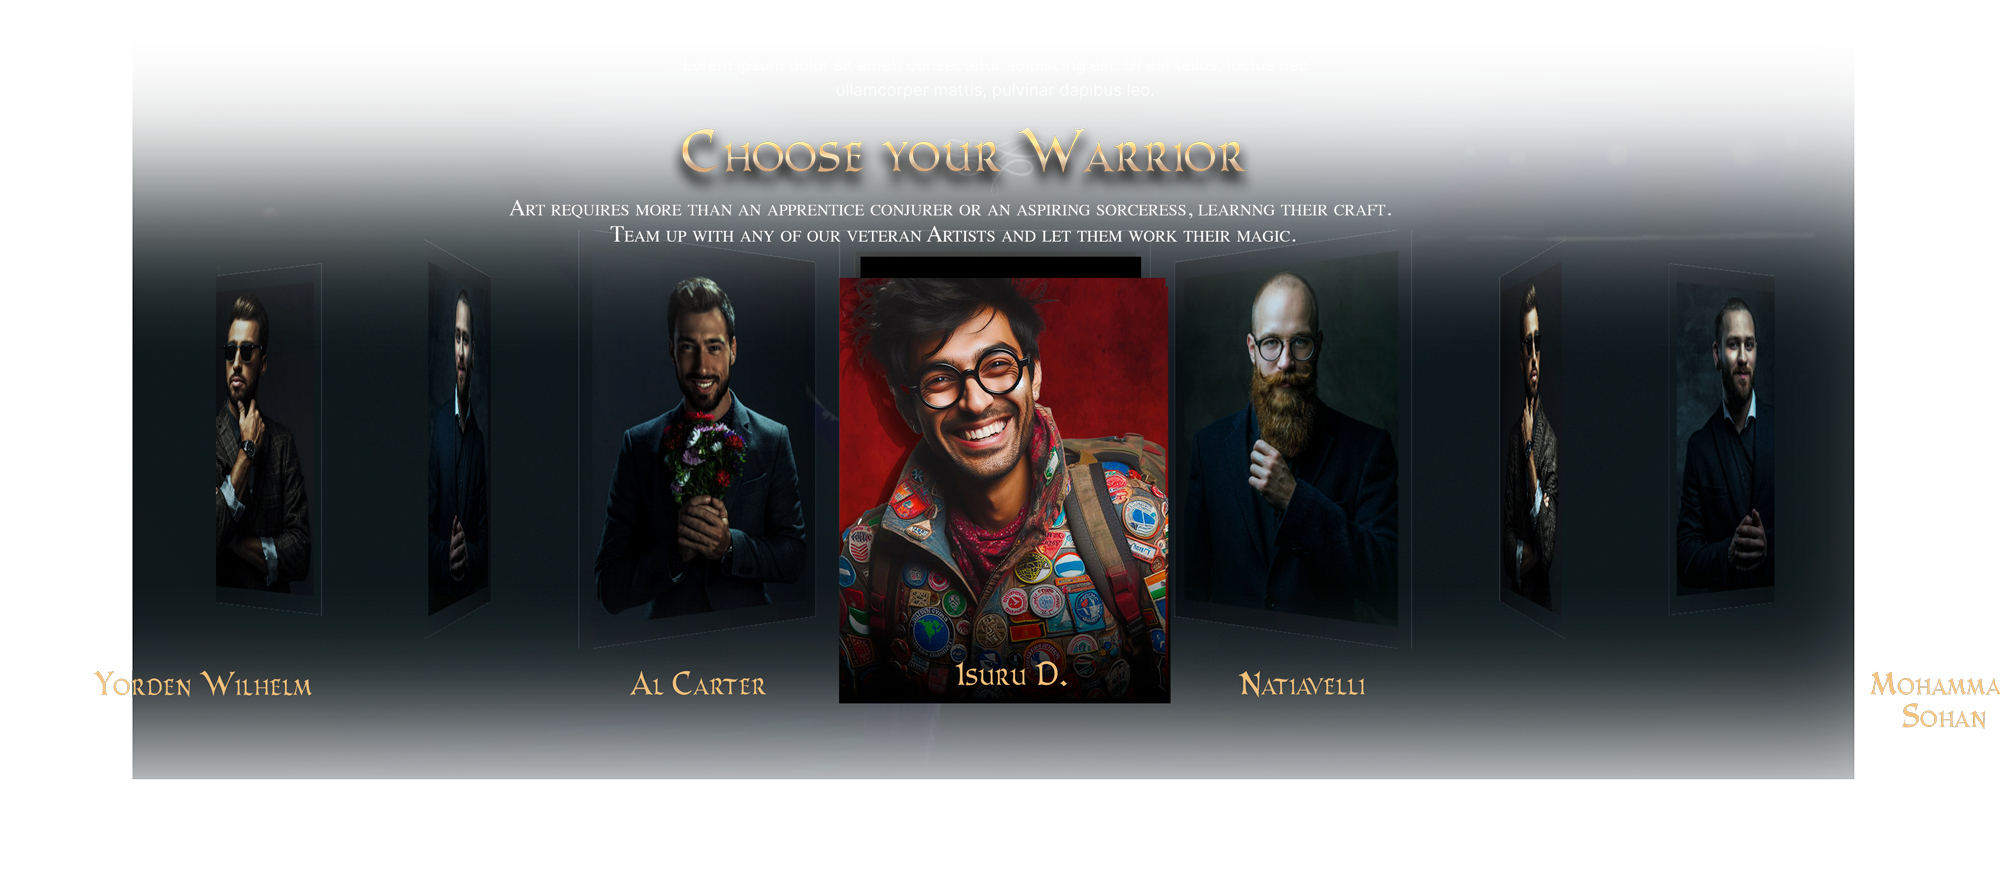 ullamcorper mattis, pulvinar dapibus leo.
Choose your Warrior
Art requires more than an apprentice conjurer or an aspiring sorceress, learnng their craft.
Team up with any of our veteran Artists and let them work their magic.
Yorden Wilhelm
Al Carter
Isuru D.
Natiavelli
Mohamma
Sohan